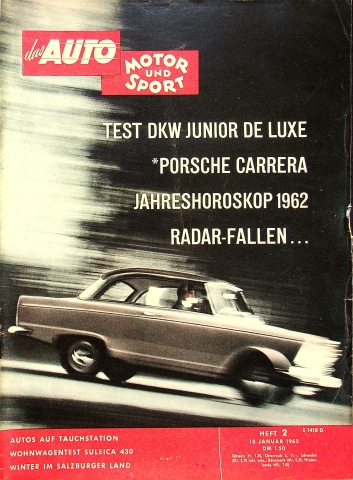 das AUTO
MOTOR
UND
SPORT
TEST DKW JUNIOR DE LUXE
*PORSCHE CARRERA
JAHRESHOROSKOP 1962
RADAR-FALLEN...
AUTOS AUF TAUCHSTATION
WOHNWAGENTEST SULEICA 430
WINTER IM SALZBURGER LAND
HEFT 2
E 1418 D
13. JANUAR 1962
DM 1.50